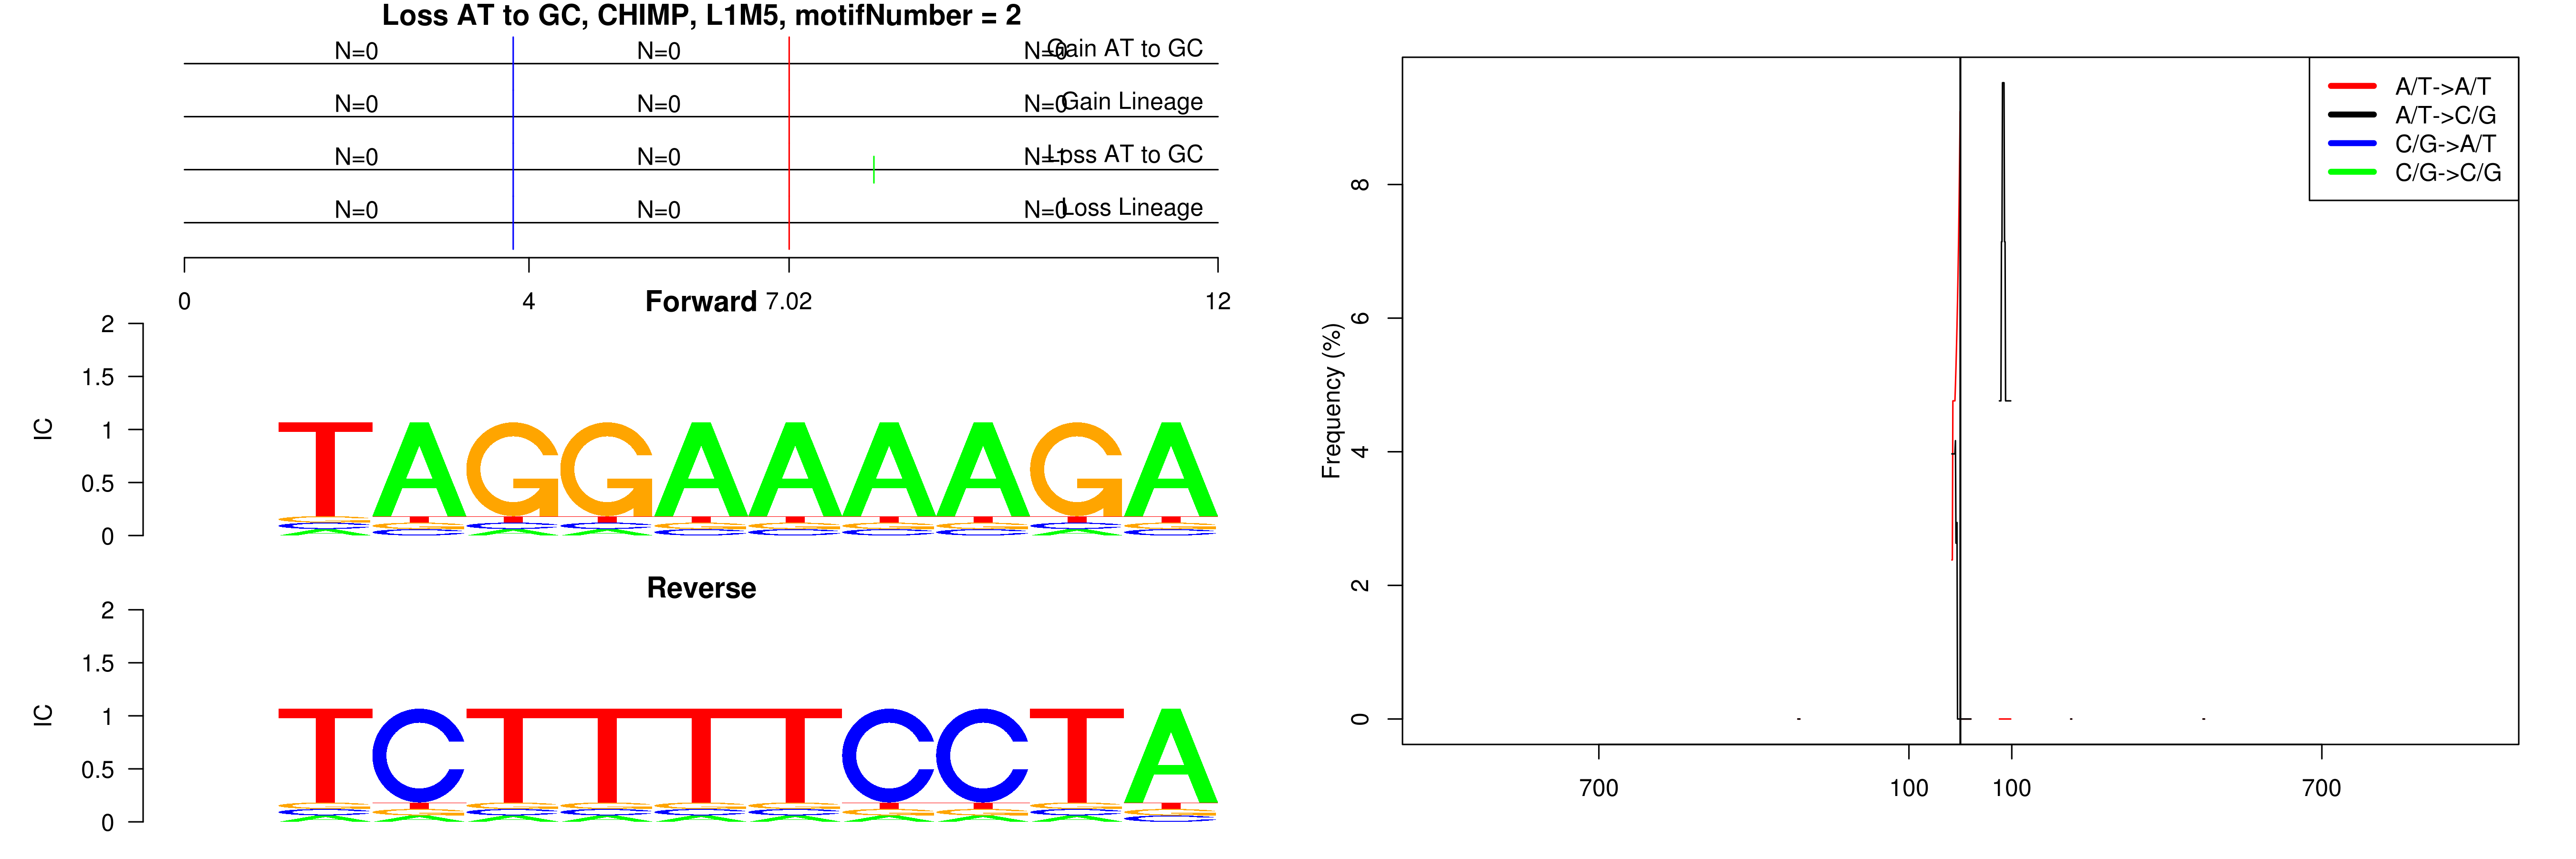 Loss AT to GC, CHIMP, L1M5, motifNumber = 2
N=0 N=0 N=0 Gain AT to GC
N=0 N=0 N=0 Gain Lineage
N=0 N=0 N=1 Loss AT to GC
N=0 N=0 N=0 Loss Lineage
0 4 7.02 12
Forward
IC
2
1.5
1
0.5
0
TAGGAAAAGA
Reverse
IC
2
1.5
1
0.5
0
TCTTTTCCTA
Frequency (%)
8
6
4
2
0
700 100 100 700
A/T->A/T
A/T->C/G
C/G->A/T
C/G->C/G